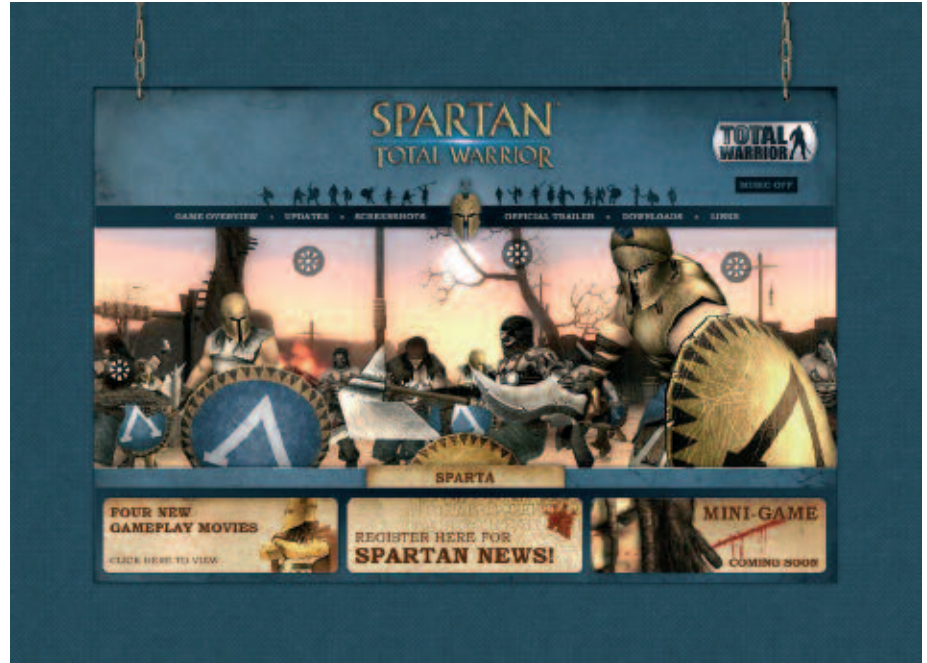 SPARTAN
TOTAL WARRIOR
TOTAL
WARRIOR
MUSIC OFF
GAME OVERVIEW • UPDATES • SCREENSHOTS
OFFICIAL TRAILER • DOWNLOADS • LINKS
SPARTA
FOUR NEW
GAMEPLAY MOVIES
CLICK HERE TO VIEW
REGISTER HERE FOR
SPARTAN NEWS!
MINI-GAME
COMING SOON